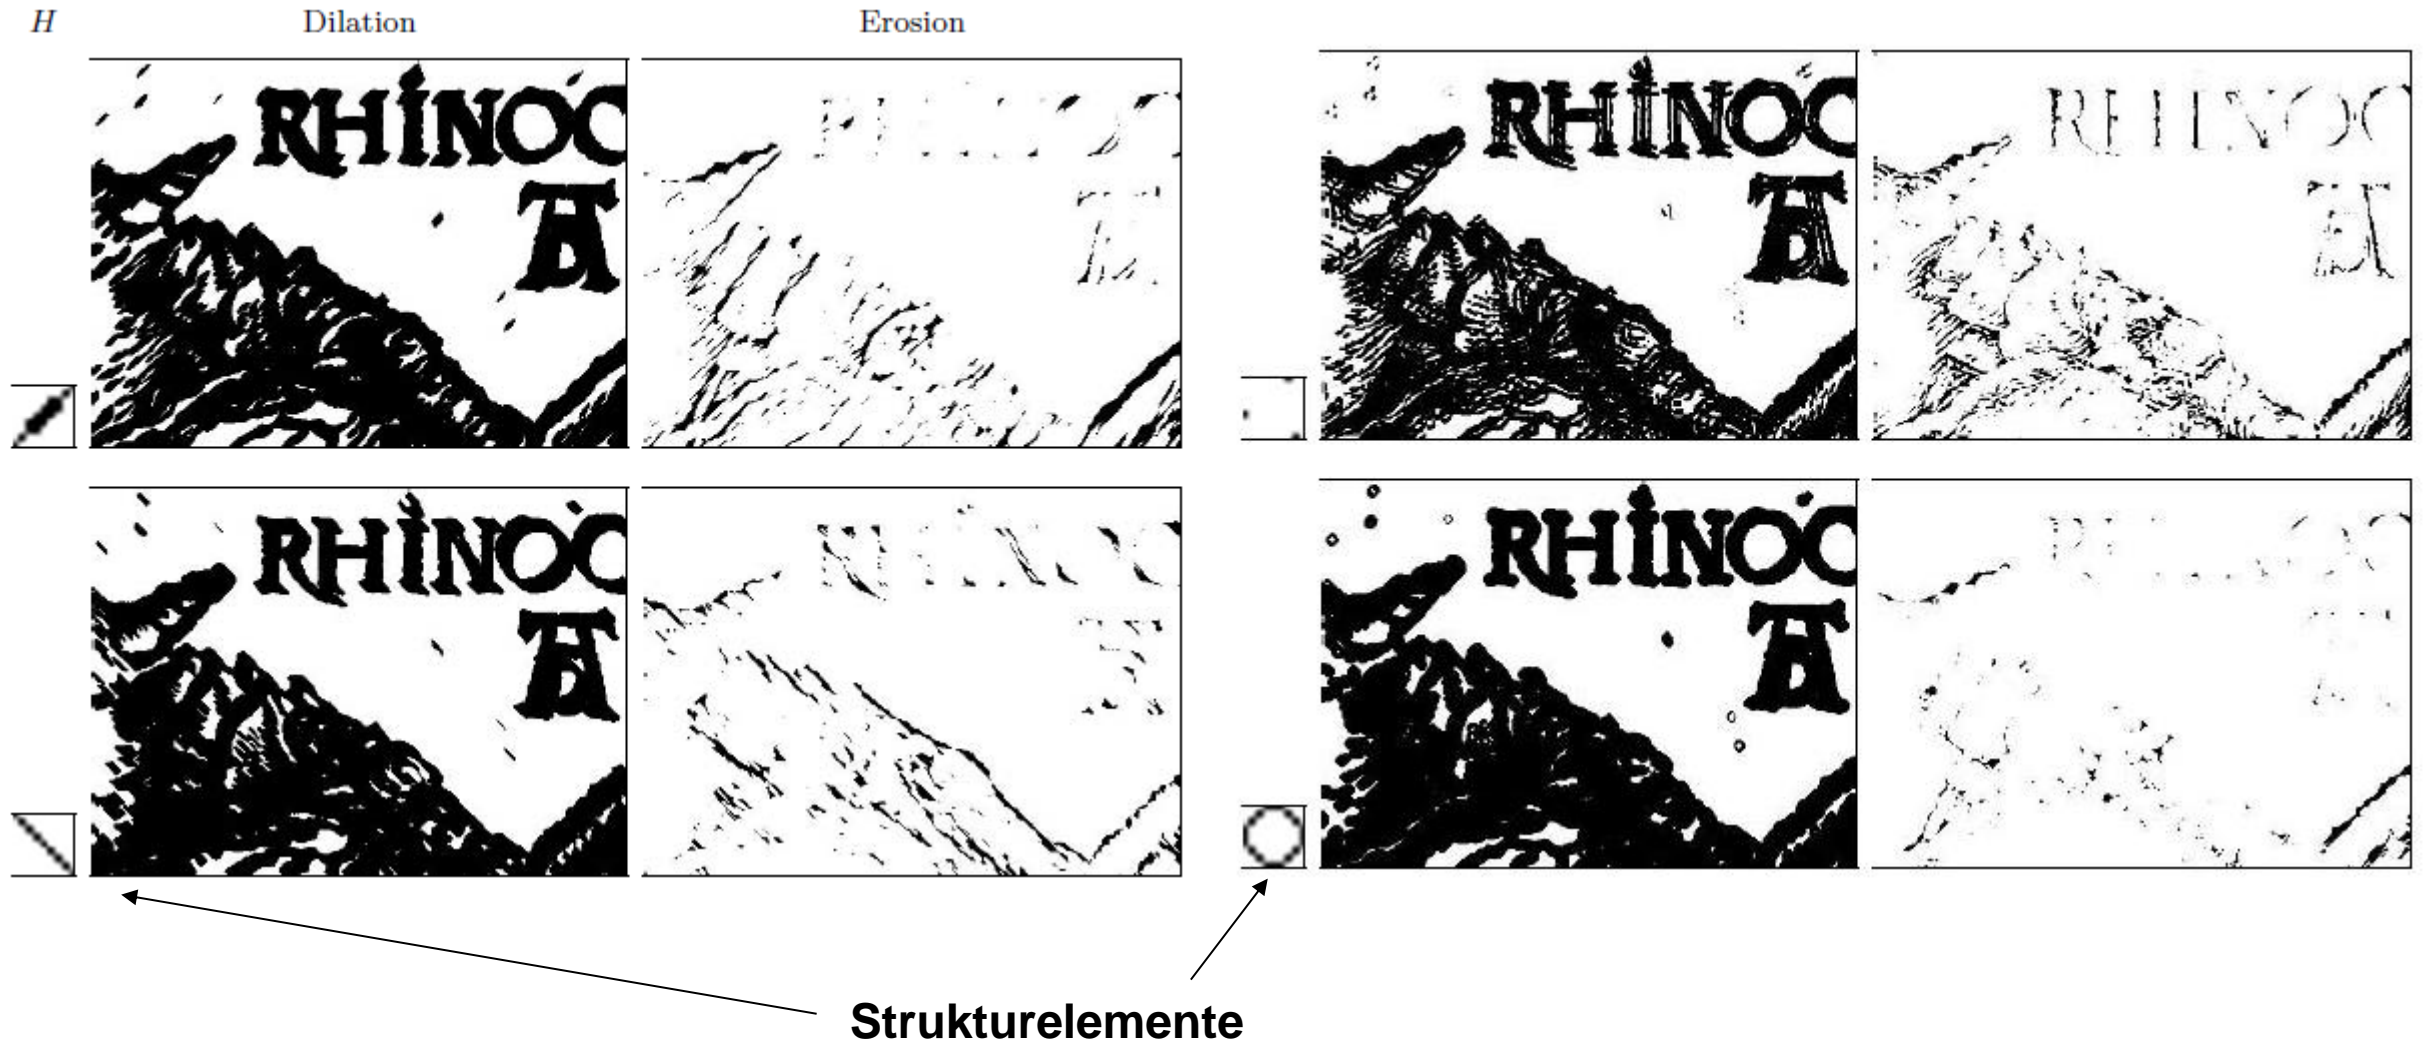 H Dilation Erosion
RHINOC
RHINOC
A
A
RHINOC
RHINOC
A
A
Strukturelemente